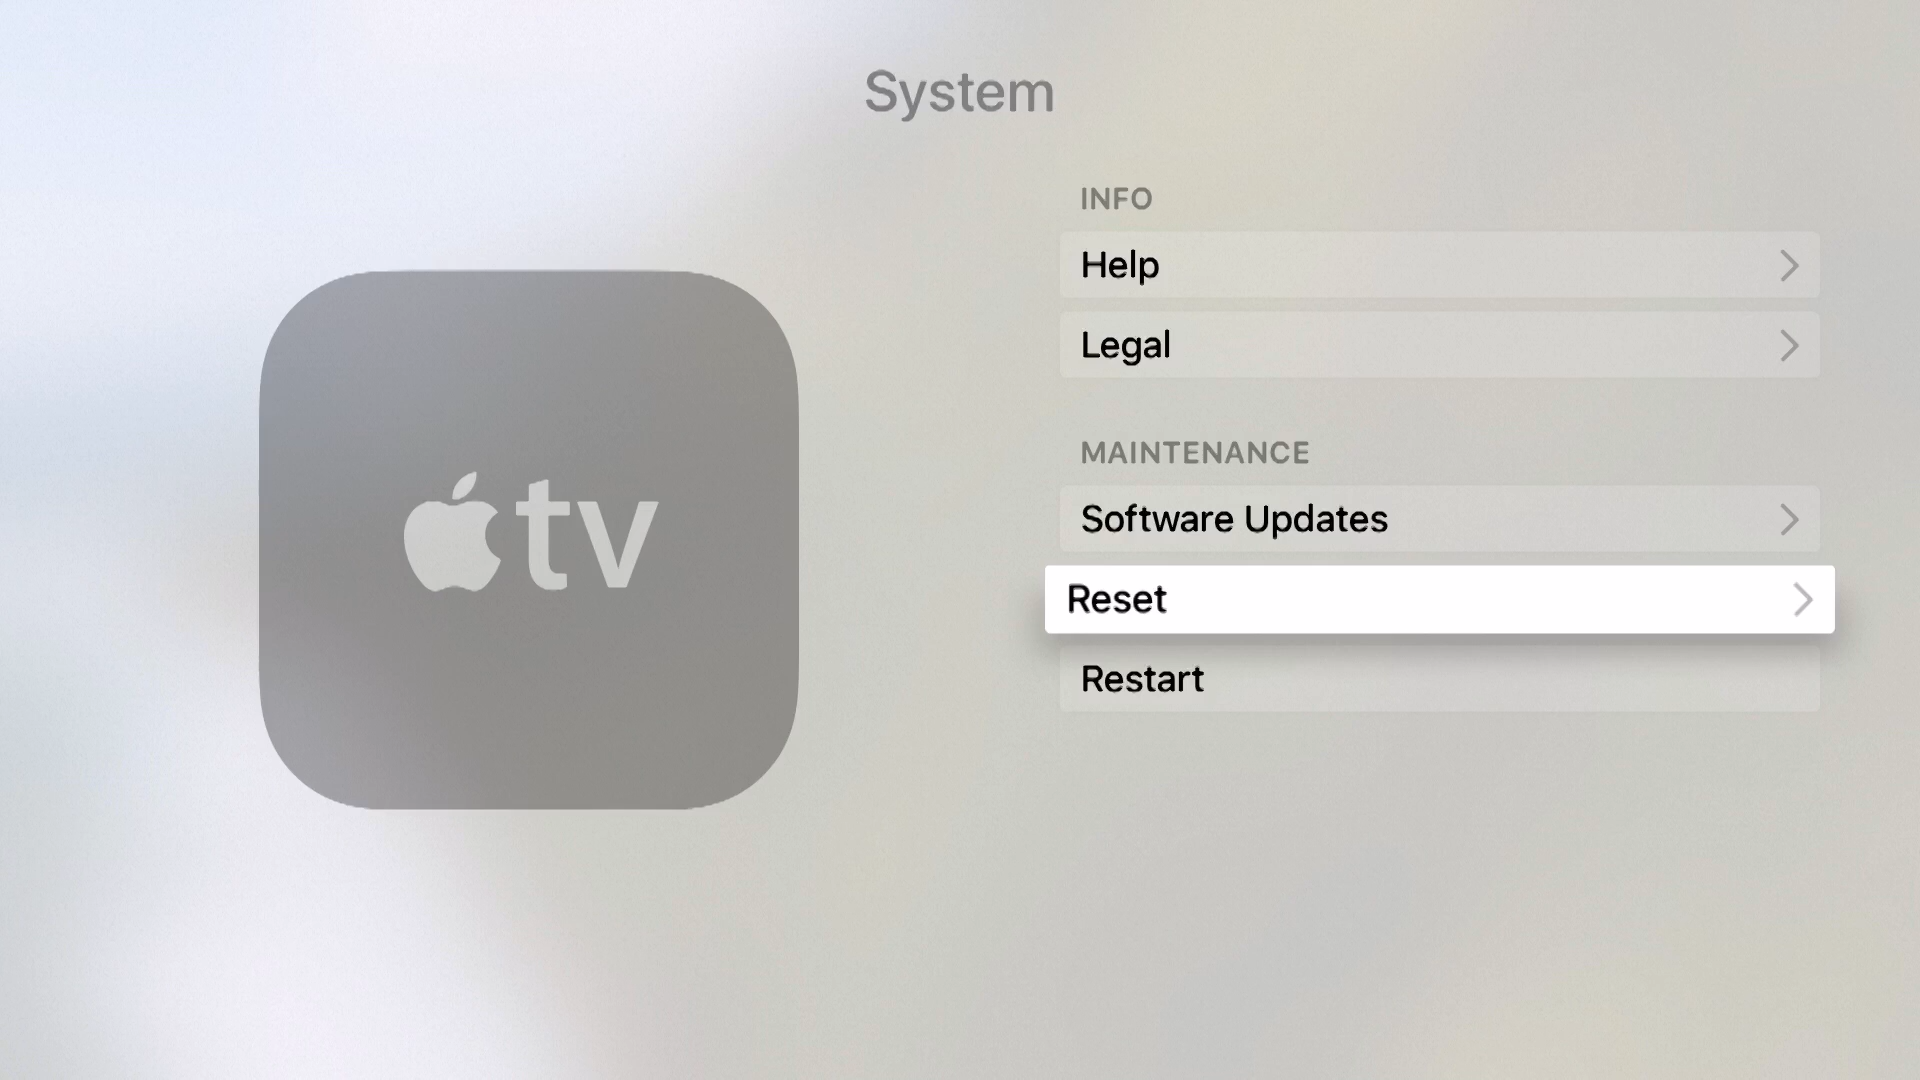 System
INFO
Help
Legal
MAINTENANCE
Software Updates
Reset
Restart
tv